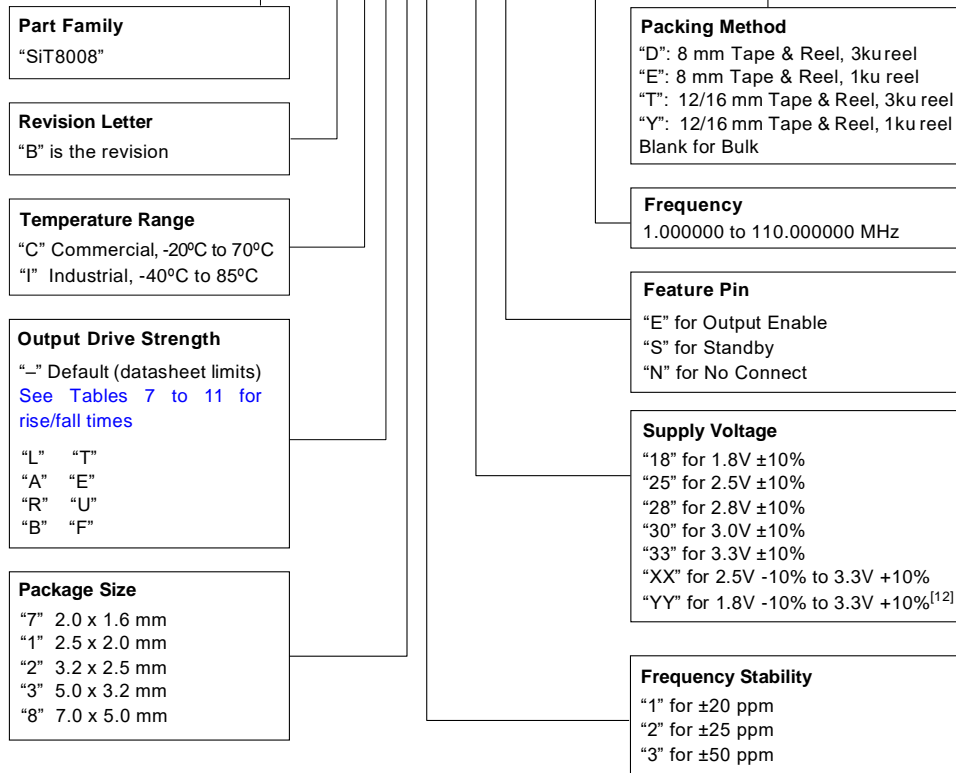 Part Family
“SiT8008”
Revision Letter
“B” is the revision
Temperature Range
“C” Commercial, -20ºC to 70ºC
“I” Industrial, -40ºC to 85ºC
Output Drive Strength
“–” Default (datasheet limits)
See Tables 7 to 11 for
rise/fall times
“L” “T”
“A” “E”
“R” “U”
“B” “F”
Package Size
“7” 2.0 x 1.6 mm
“1” 2.5 x 2.0 mm
“2” 3.2 x 2.5 mm
“3” 5.0 x 3.2 mm
“8” 7.0 x 5.0 mm
Packing Method
“D”: 8 mm Tape & Reel, 3ku reel
“E”: 8 mm Tape & Reel, 1ku reel
“T”: 12/16 mm Tape & Reel, 3ku reel
“Y”: 12/16 mm Tape & Reel, 1ku reel
Blank for Bulk
Frequency
1.000000 to 110.000000 MHz
Feature Pin
“E” for Output Enable
“S” for Standby
“N” for No Connect
Supply Voltage
“18” for 1.8V ±10%
“25” for 2.5V ±10%
“28” for 2.8V ±10%
“30” for 3.0V ±10%
“33” for 3.3V ±10%
“XX” for 2.5V -10% to 3.3V +10%
“YY” for 1.8V -10% to 3.3V +10%[12]
Frequency Stability
“1” for ±20 ppm
“2” for ±25 ppm
“3” for ±50 ppm